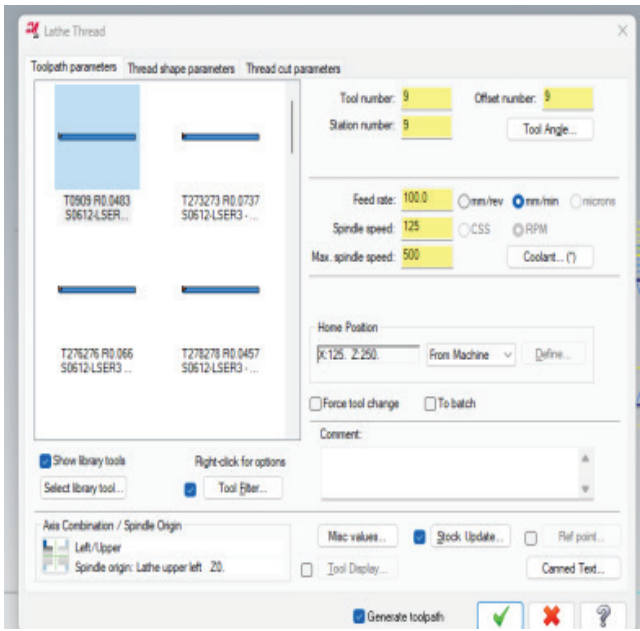 Lathe Thread
Toolpath parameters Thread shape parameters Thread cut parameters
T0909 R0.0483
S0612-LSER...
T273273 R0.0737
S0612-LSER3 - ...
T276276 R0.066
S0612-LSER3 ...
T278278 R0.0457
S0612-LSER3 - ...
Show library tools
Right-click for options
Select library tool...
Tool Filter...
Tool number: 9 Offset number: 9
Station number: 9 Tool Angle...
Feed rate: 100.0 mm/rev mm/min microns
Spindle speed: 125 CSS RPM
Max. spindle speed: 500 Coolant... (*)
Home Position
X:125. Z:250. From Machine Define...
Force tool change To batch
Comment:
Axis Combination / Spindle Origin
Left/Upper
Spindle origin: Lathe upper left Z0.
Misc values... Stock Update... Ref point...
Tool Display... Canned Text...
Generate toolpath